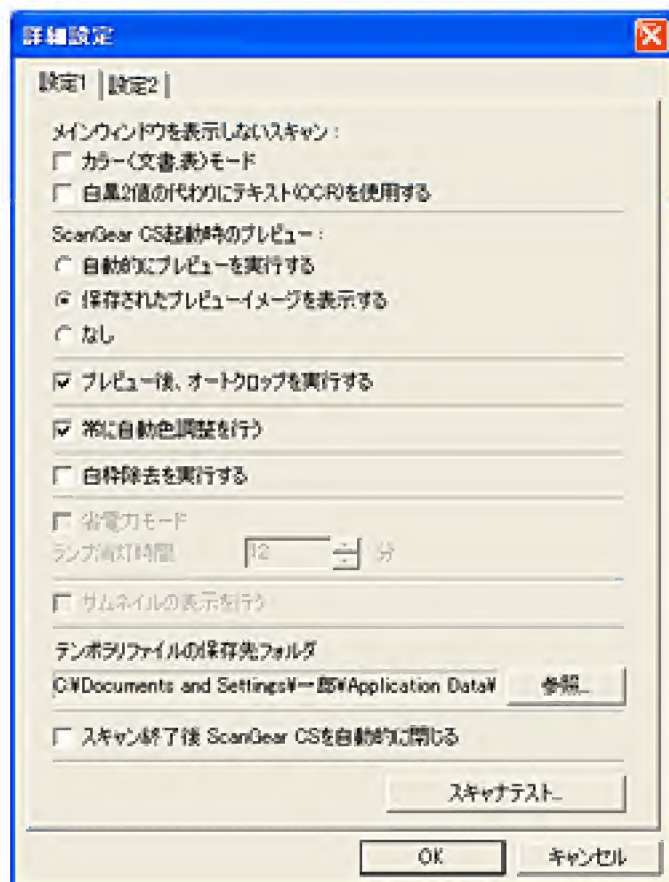 詳細設定
設定1 設定2
メインウィンドウを表示しないスキャン:
カラー(文書,表)モード
白黒2値の代わりにテキスト(OCR)を使用する
ScanGear CS起動時のプレビュー:
自動的にプレビューを実行する
保存されたプレビューイメージを表示する
なし
プレビュー後、オートクロップを実行する
常に自動色調整を行う
白枠除去を実行する
省電力モード
ランプ消灯時間 12 分
サムネイルの表示を行う
テンポラリファイルの保存先フォルダ
C:¥Documents and Settings¥一郎¥Application Data¥ 参照...
スキャン終了後 ScanGear CSを自動的に閉じる
スキャナテスト...
OK キャンセル